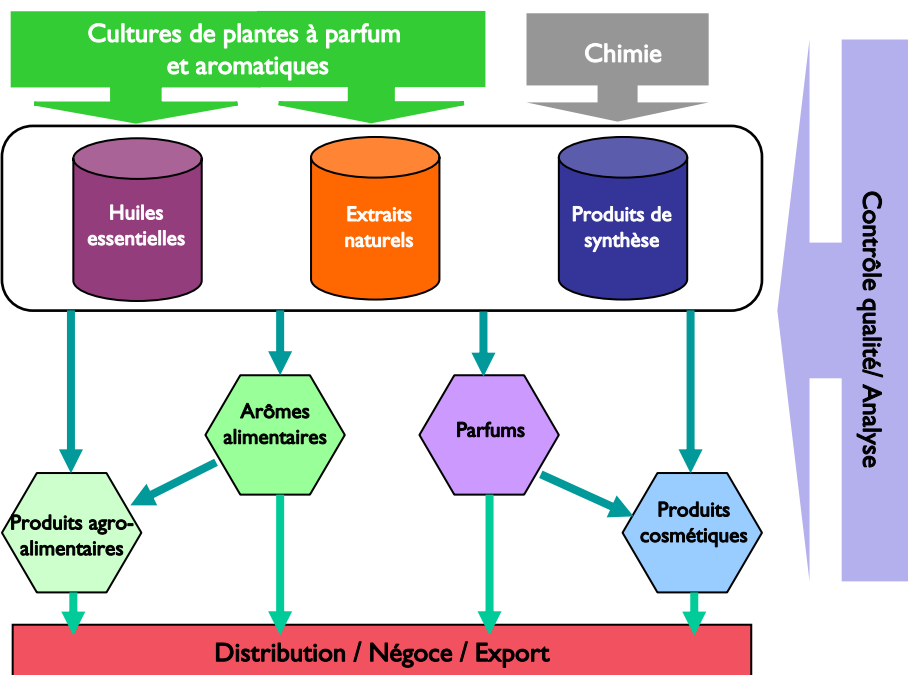 Cultures de plantes à parfum
et aromatiques
Chimie
Huiles
essentielles
Extraits
naturels
Produits de
synthèse
Contrôle qualité/ Analyse
Arômes
alimentaires
Parfums
Produits agro-
alimentaires
Produits
cosmétiques
Distribution / Négoce / Export